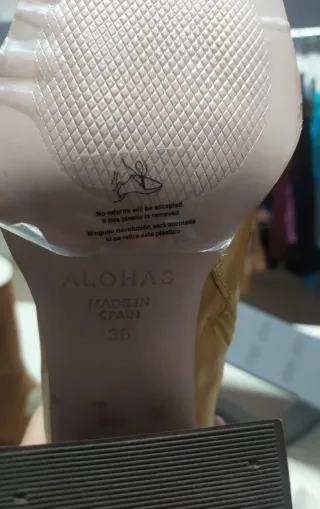 No returns will be accepted
if this plastic is removed
Ninguna devolución será aceptada
si se retira este plástico
ALOHAS
MADE IN
SPAIN
36